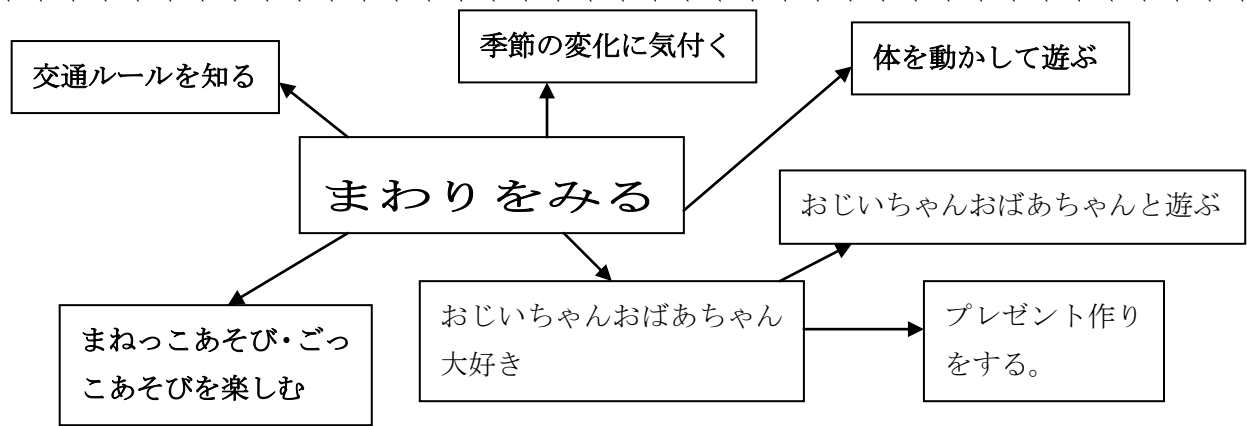 季節の変化に気付く
体を動かして遊ぶ
交通ルールを知る
まわりをみる
おじいちゃんおばあちゃんと遊ぶ
おじいちゃんおばあちゃん
大好き
プレゼント作り
をする。
まねっこあそび・ごっ
こあそびを楽しむ